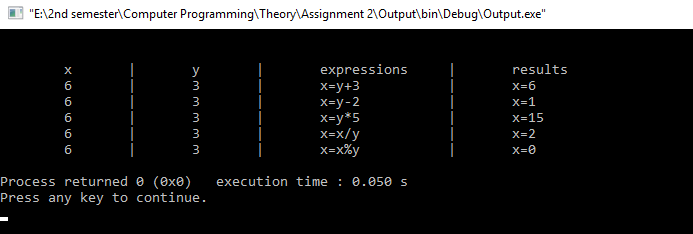 "E:\2nd semester\Computer Programming\Theory\Assignment 2\Output\bin\Debug\Output.exe"
x | y | expressions | results
6 | 3 | x=y+3 | x=6
6 | 3 | x=y-2 | x=1
6 | 3 | x=y*5 | x=15
6 | 3 | x=x/y | x=2
6 | 3 | x=x%y | x=0
Process returned 0 (0x0) execution time : 0.050 s
Press any key to continue.